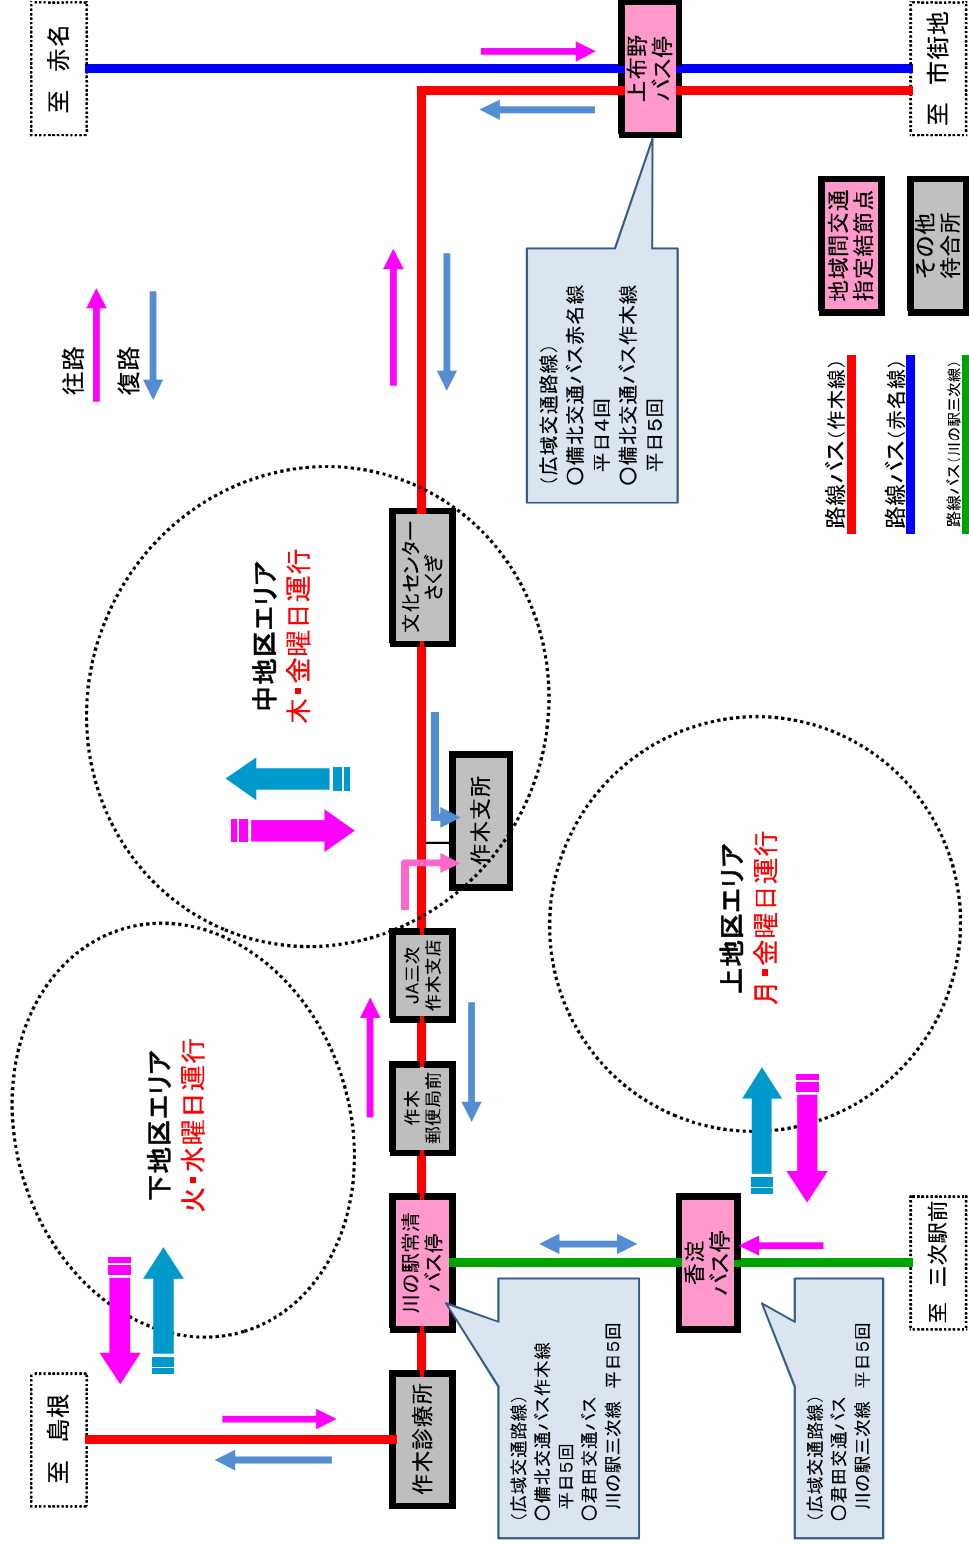 至　島根
至　赤名
往路
復路
下地区エリア
火・水曜日運行
中地区エリア
木・金曜日運行
作木診療所
川の駅常清
バス停
作木
郵便局前
JA三次
作木支店
作木支所
文化センター
さくぎ
上布野
バス停
（広域交通路線）
〇備北交通バス作木線
平日５回
〇君田交通バス
川の駅三次線　平日５回
（広域交通路線）
〇備北交通バス赤名線
平日４回
〇備北交通バス作木線
平日５回
上地区エリア
月・金曜日運行
香淀
バス停
（広域交通路線）
〇君田交通バス
川の駅三次線　平日５回
路線バス（作木線）
路線バス（赤名線）
路線バス（川の駅三次線）
地域間交通
指定結節点
その他
待合所
至　三次駅前
至　市街地